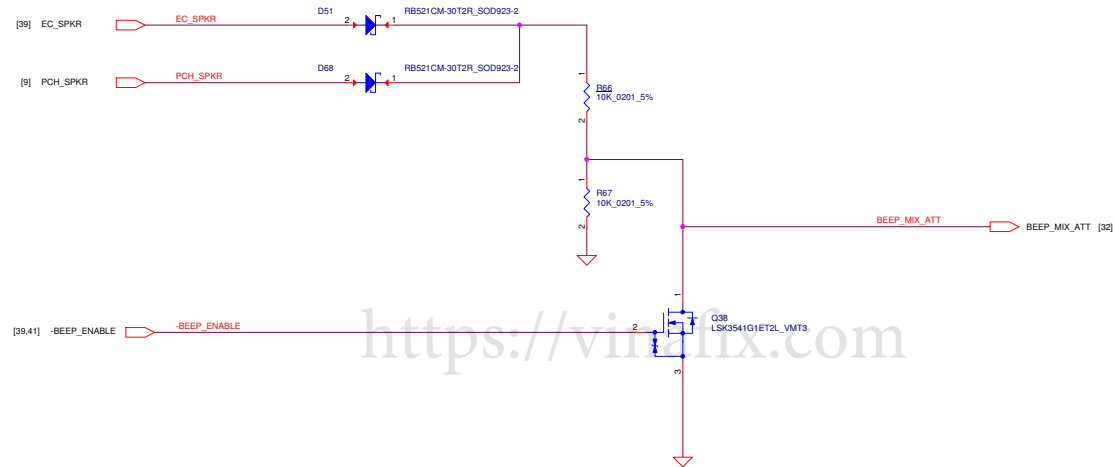 D51
RB521CM-30T2R_SOD923-2
[39] EC_SPKR
EC_SPKR
2
1
D68
RB521CM-30T2R_SOD923-2
[9] PCH_SPKR
PCH_SPKR
2
1
1
R66
10K_0201_5%
2
1
R67
10K_0201_5%
2
BEEP_MIX_ATT
BEEP_MIX_ATT [32]
1
Q38
LSK3541G1ET2L_VMT3
[39,41] -BEEP_ENABLE
-BEEP_ENABLE
2
https://vinafix.com
3